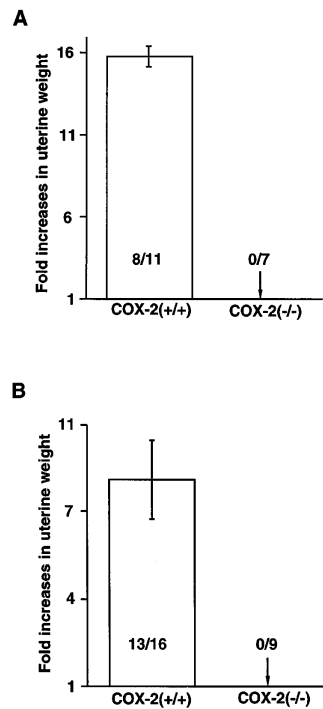 A
Fold increases in uterine weight
16
11
6
1
8/11
0/7
COX-2(+/+)
COX-2(-/-)
B
Fold increases in uterine weight
11
7
4
1
13/16
0/9
COX-2(+/+)
COX-2(-/-)